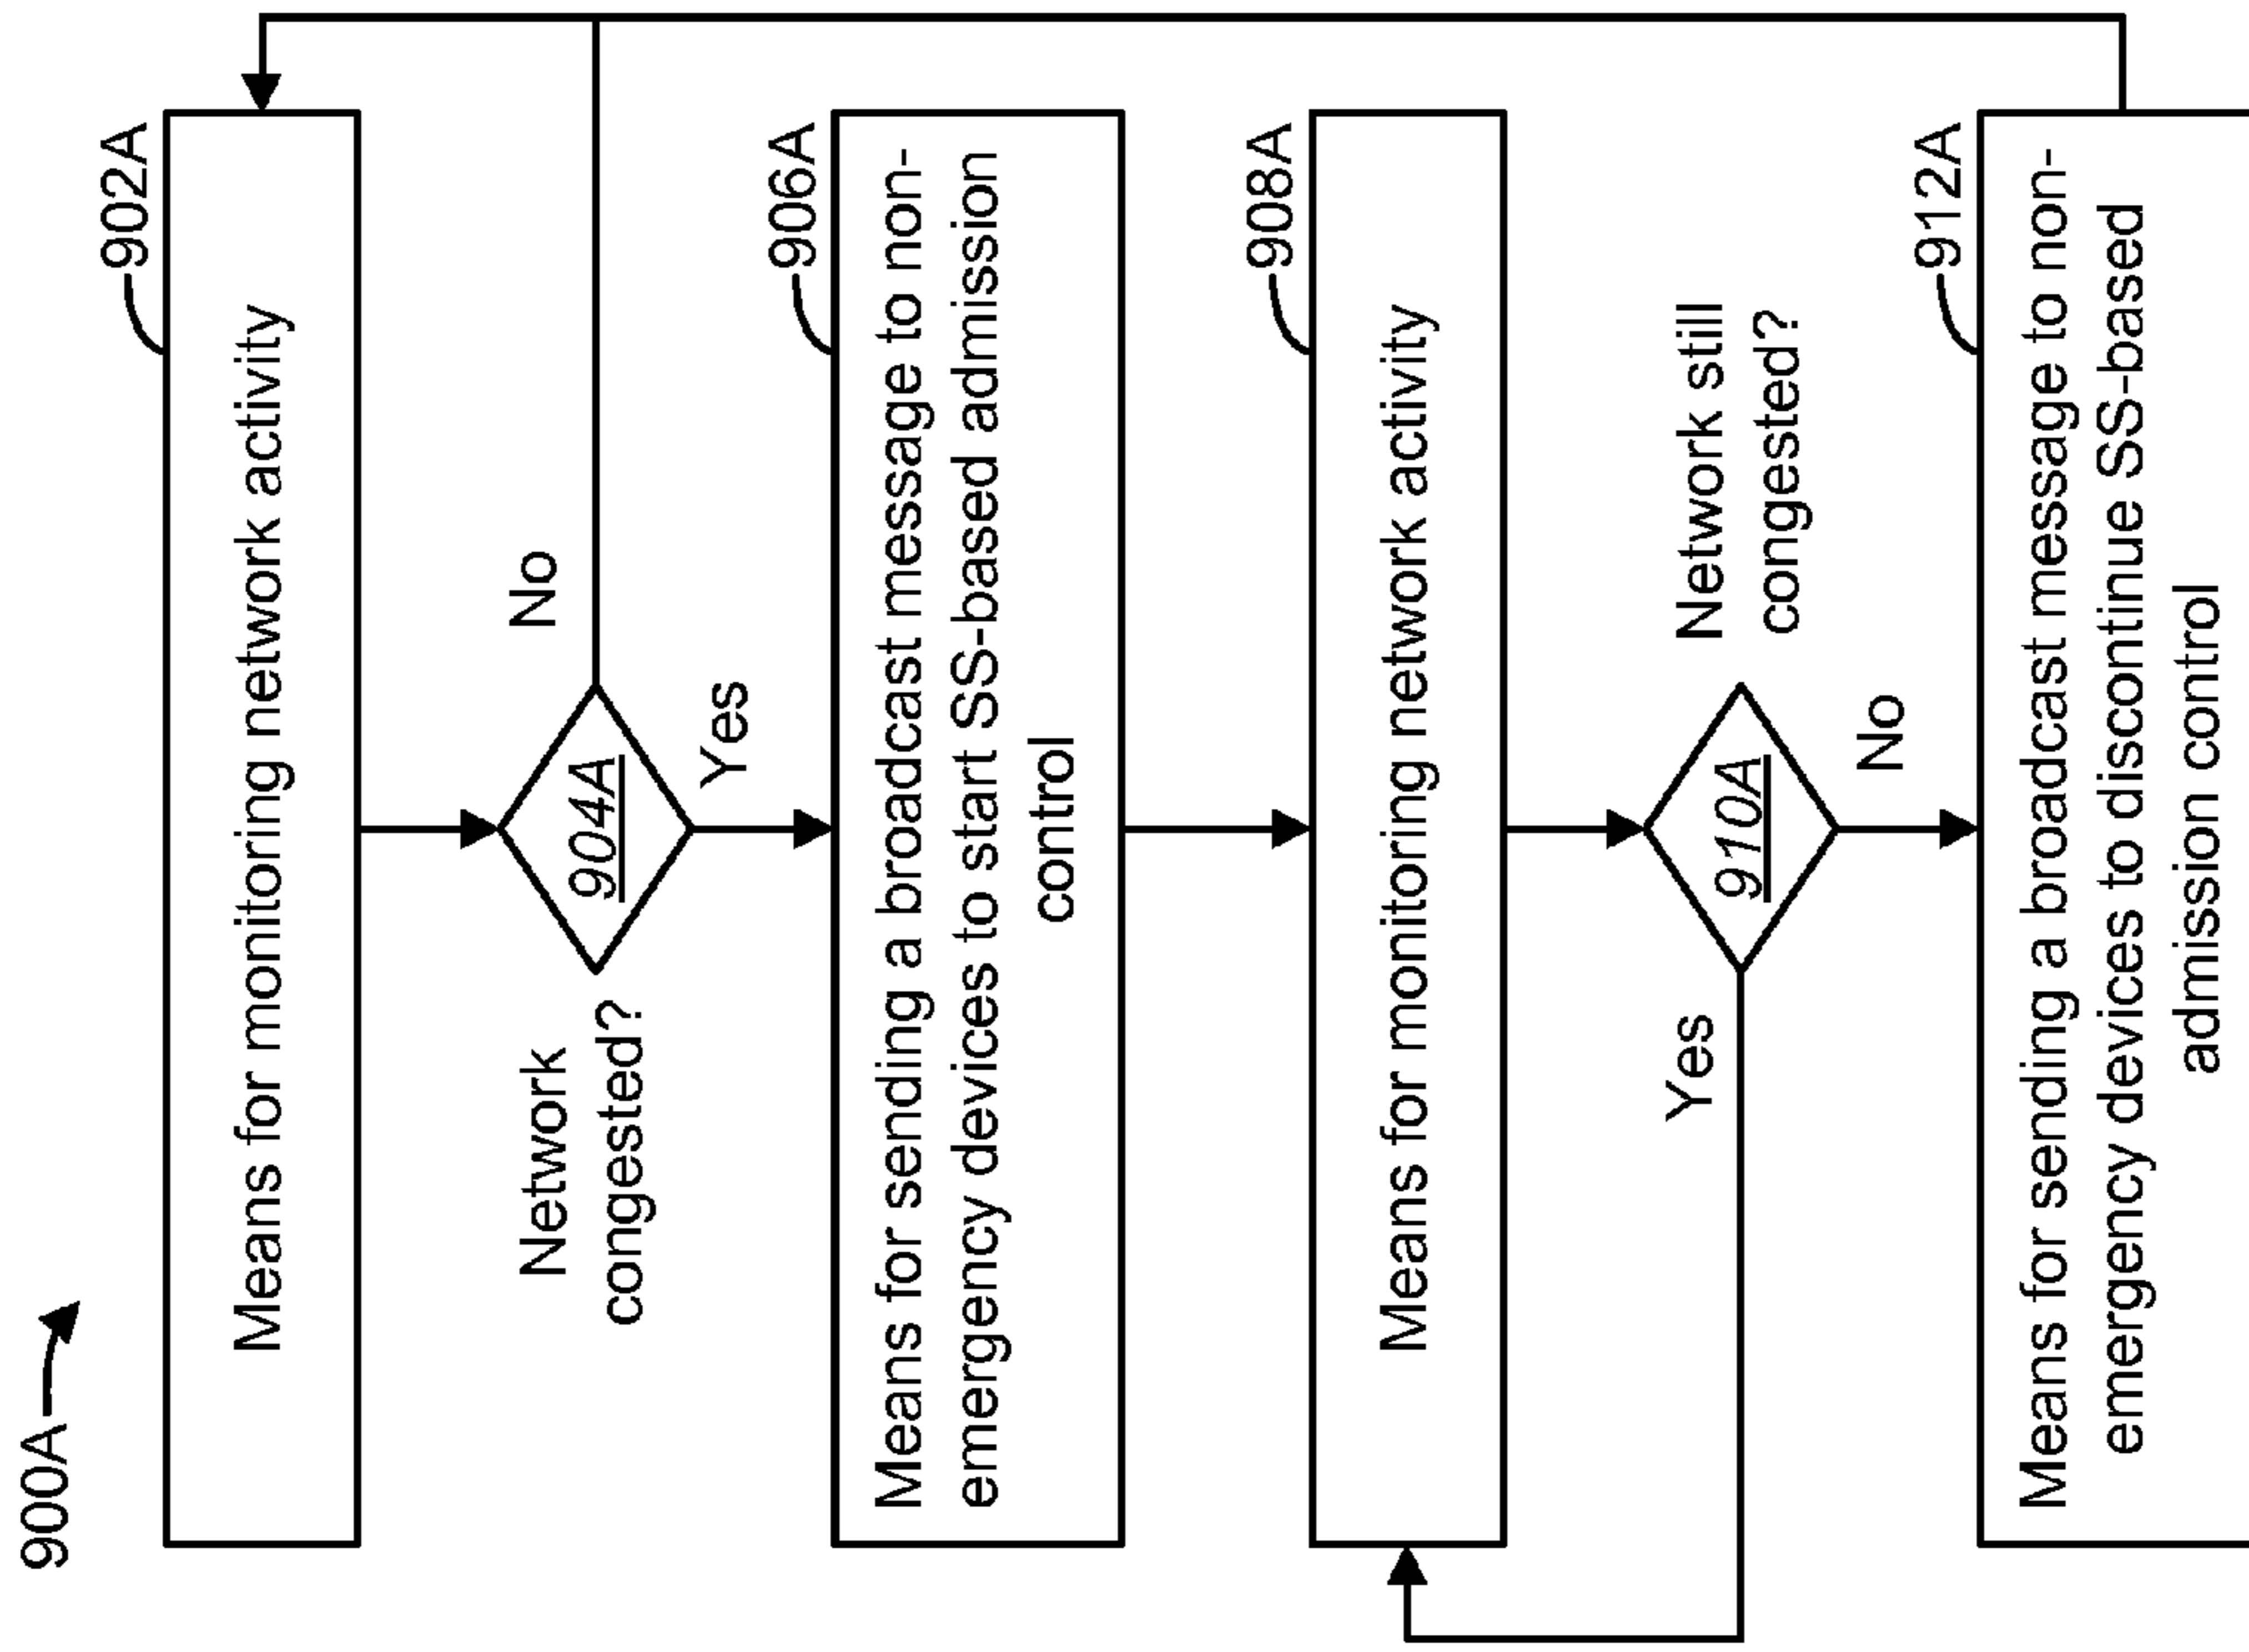 900A
902A
Means for monitoring network activity
Network
congested?
904A
No
Yes
906A
Means for sending a broadcast message to non-
emergency devices to start SS-based admission
control
908A
Means for monitoring network activity
Network still
congested?
910A
Yes
No
912A
Means for sending a broadcast message to non-
emergency devices to discontinue SS-based
admission control